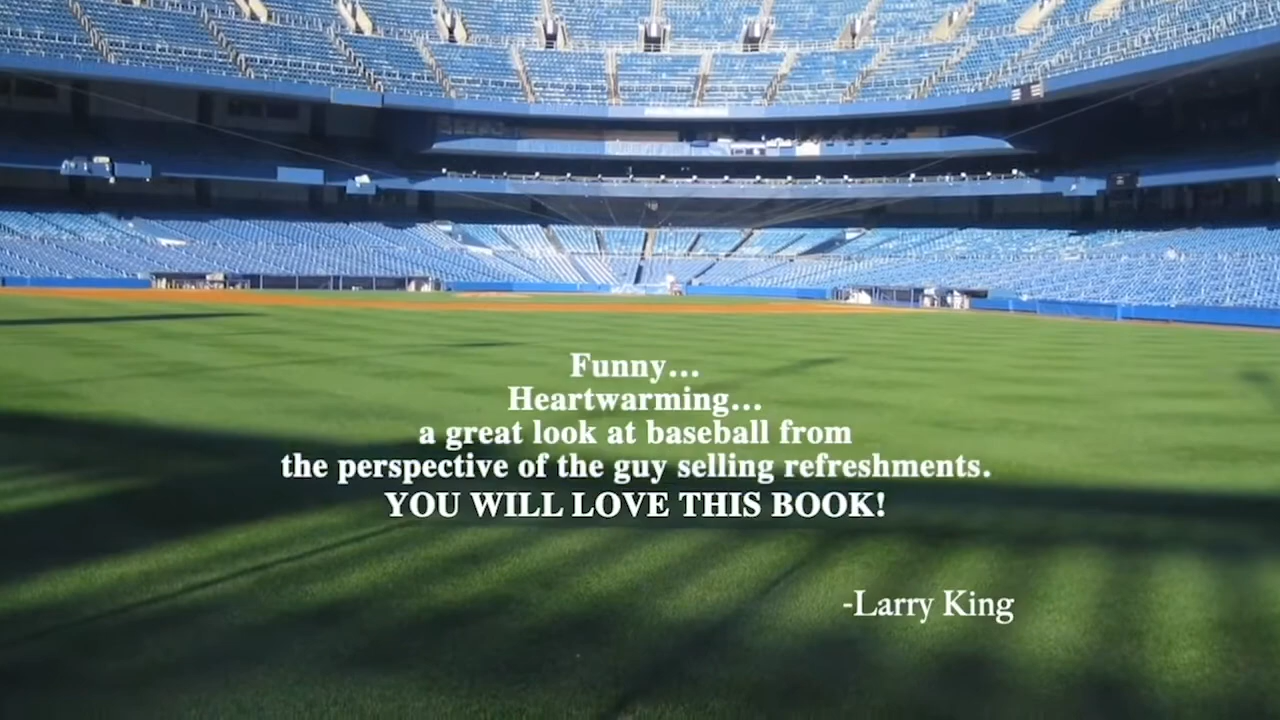 Funny...
Heartwarming...
a great look at baseball from
the perspective of the guy selling refreshments.
YOU WILL LOVE THIS BOOK!
-Larry King